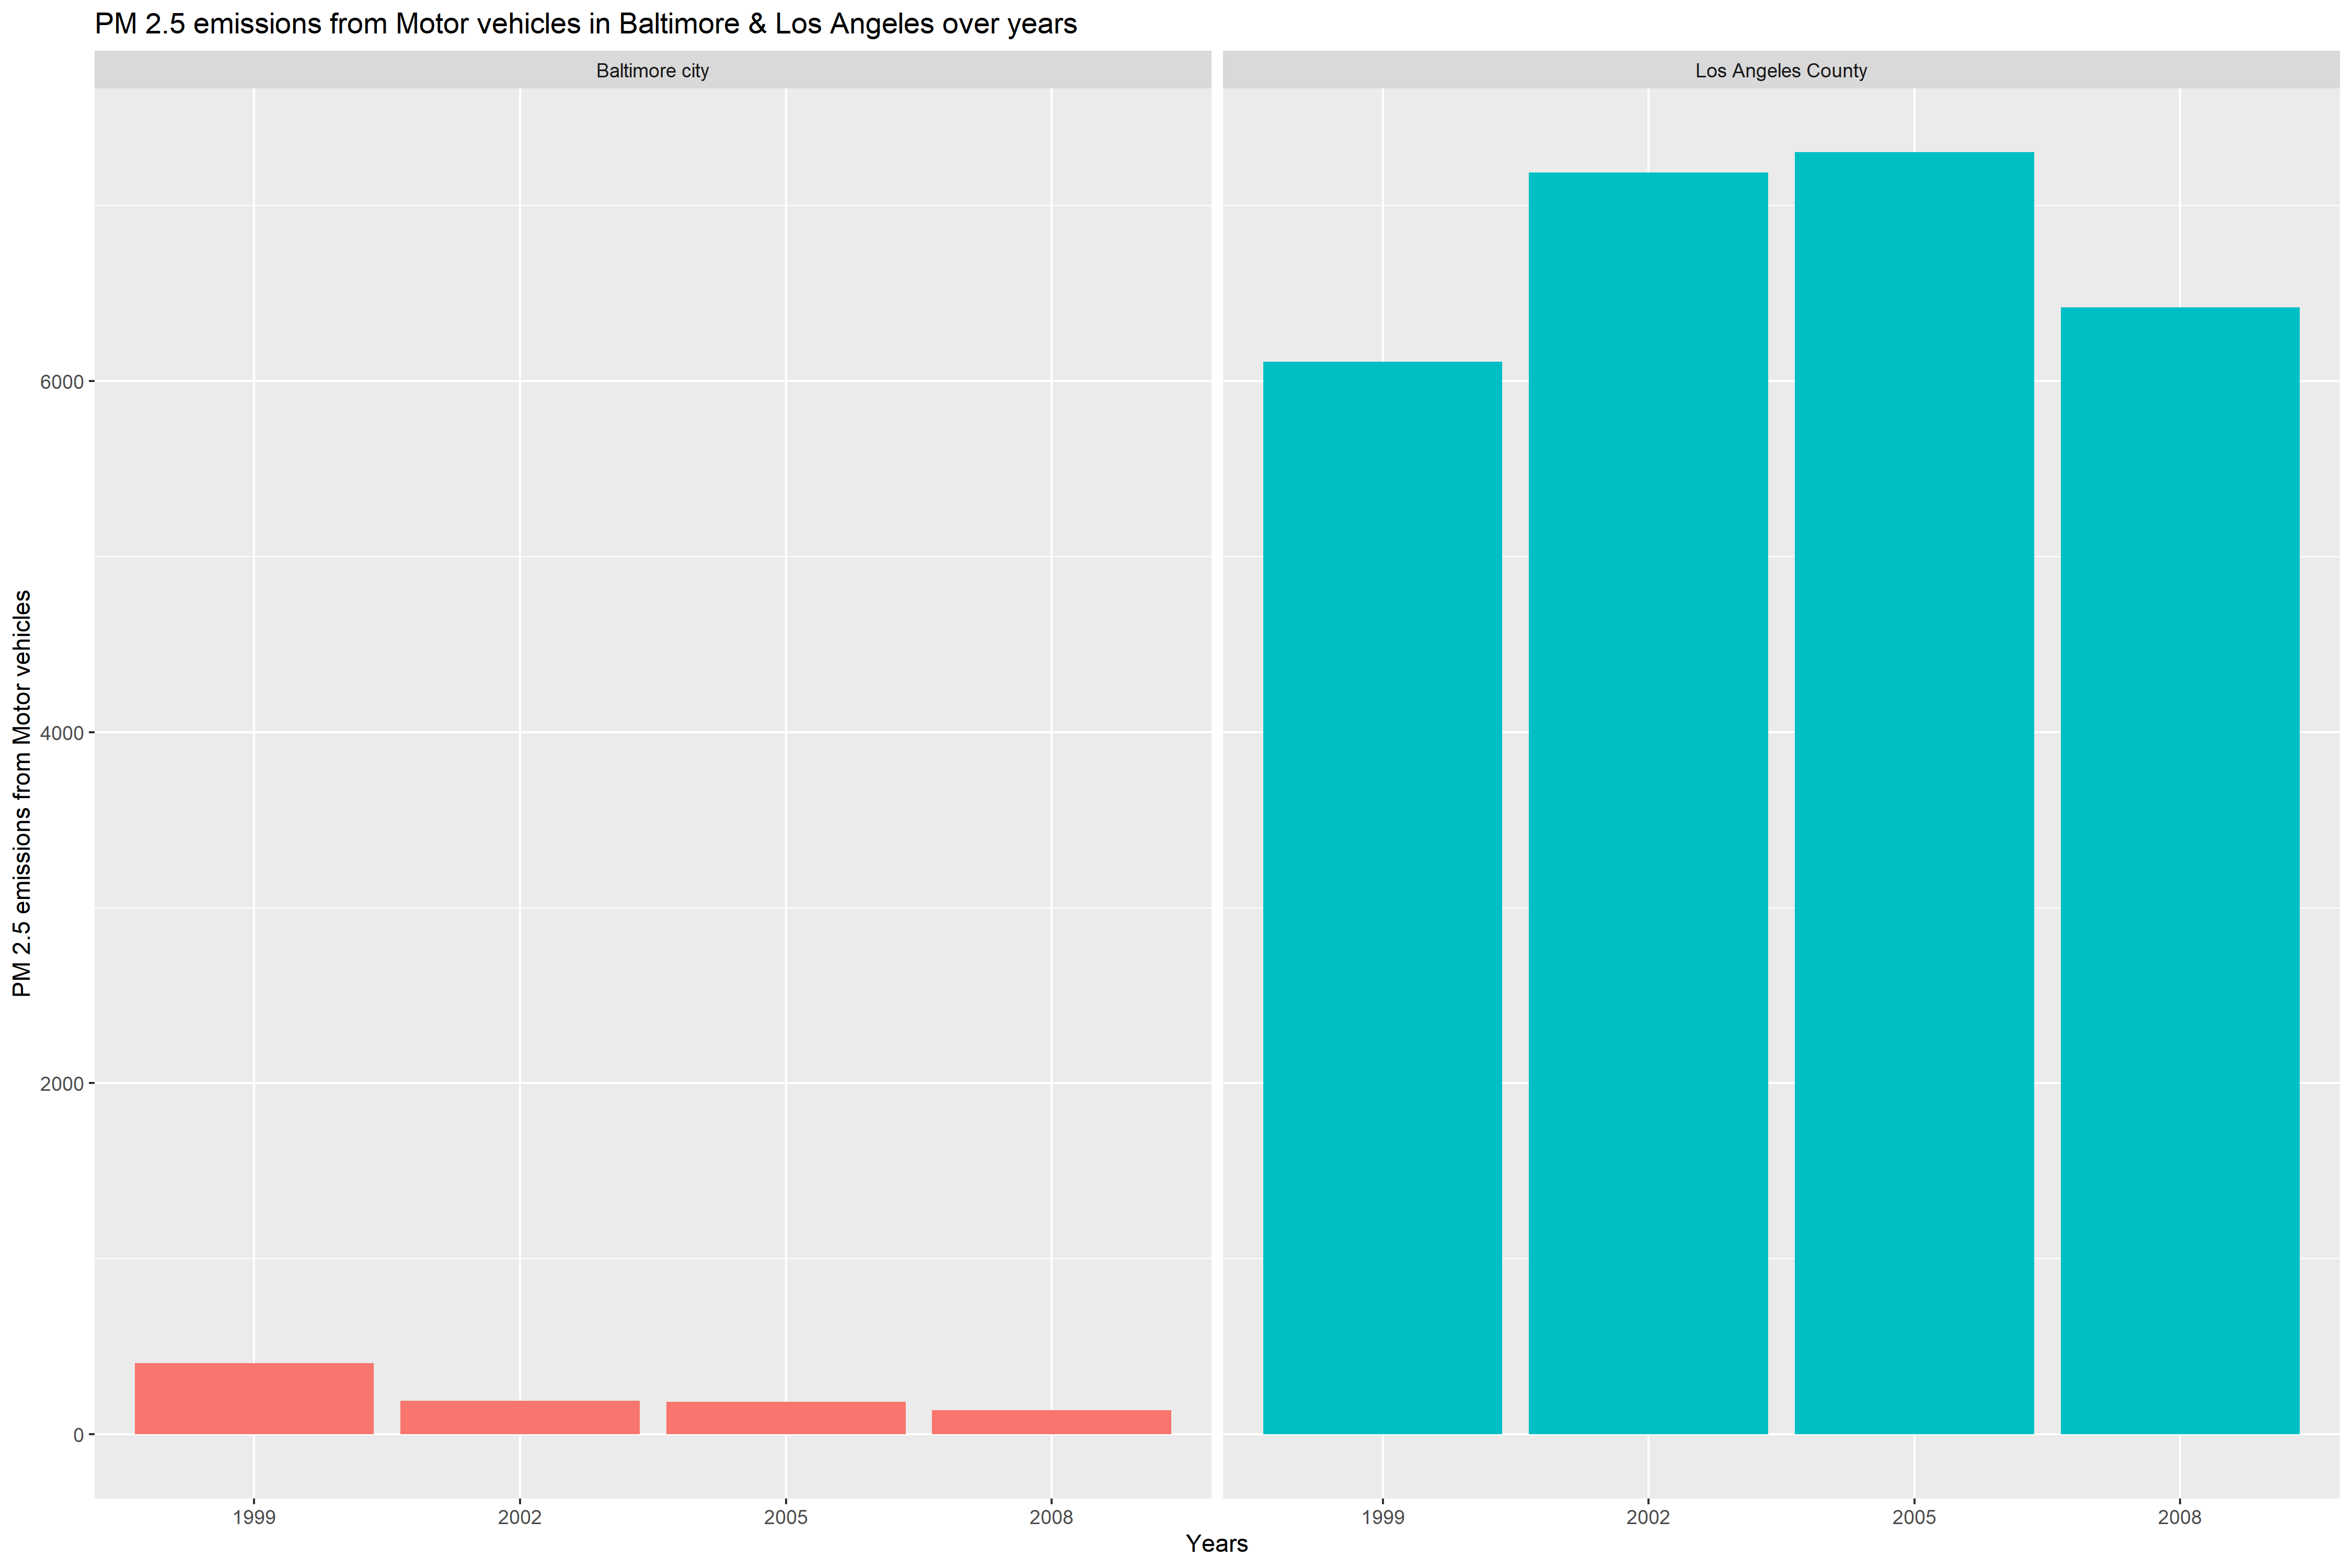 PM 2.5 emissions from Motor vehicles in Baltimore & Los Angeles over years
Baltimore city
Los Angeles County
PM 2.5 emissions from Motor vehicles
6000
4000
2000
0
1999 2002 2005 2008
1999 2002 2005 2008
Years